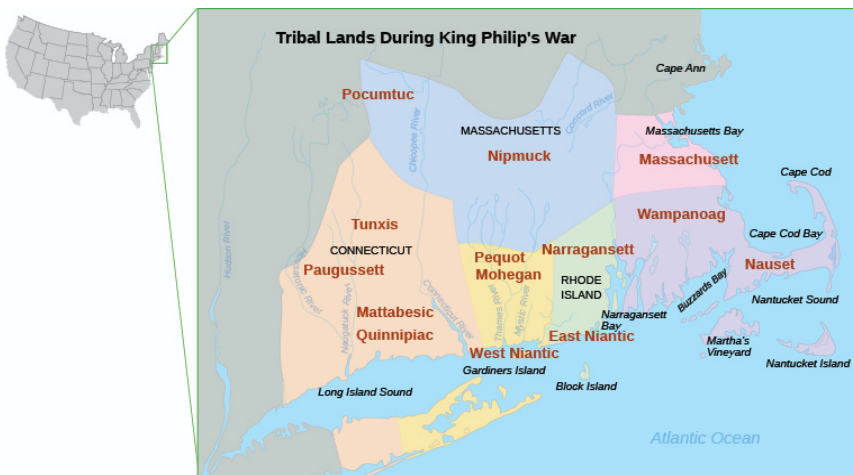 Tribal Lands During King Philip's War
Cape Ann
Pocumtuc
Concord River
MASSACHUSETTS
Massachusetts Bay
Chicopee River
Nipmuck
Massachusett
Cape Cod
Wampanoag
Tunxis
Cape Cod Bay
Hudson River
CONNECTICUT
Narragansett
Pequot
Mohegan
Paugussett
Housatonic River
Nauset
RHODE
ISLAND
Buzzards Bay
Nantucket Sound
Thames River
Mystic River
Connecticut River
Naugatuck River
Mattabesic
Narragansett
Bay
Quinnipiac
East Niantic
Martha's
Vineyard
West Niantic
Nantucket Island
Gardiners Island
Block Island
Long Island Sound
Atlantic Ocean